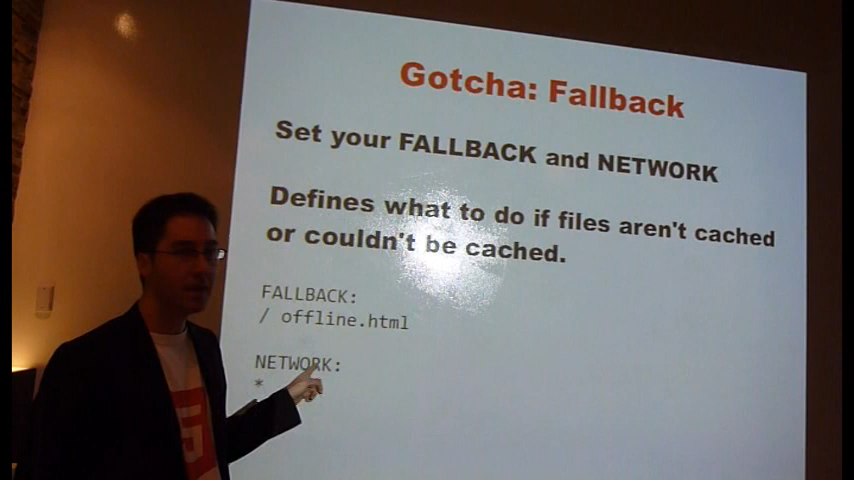 Gotcha: Fallback
Set your FALLBACK and NETWORK
Defines what to do if files aren't cached
or couldn't be cached.
FALLBACK:
/ offline.html
NETWORK:
*
5